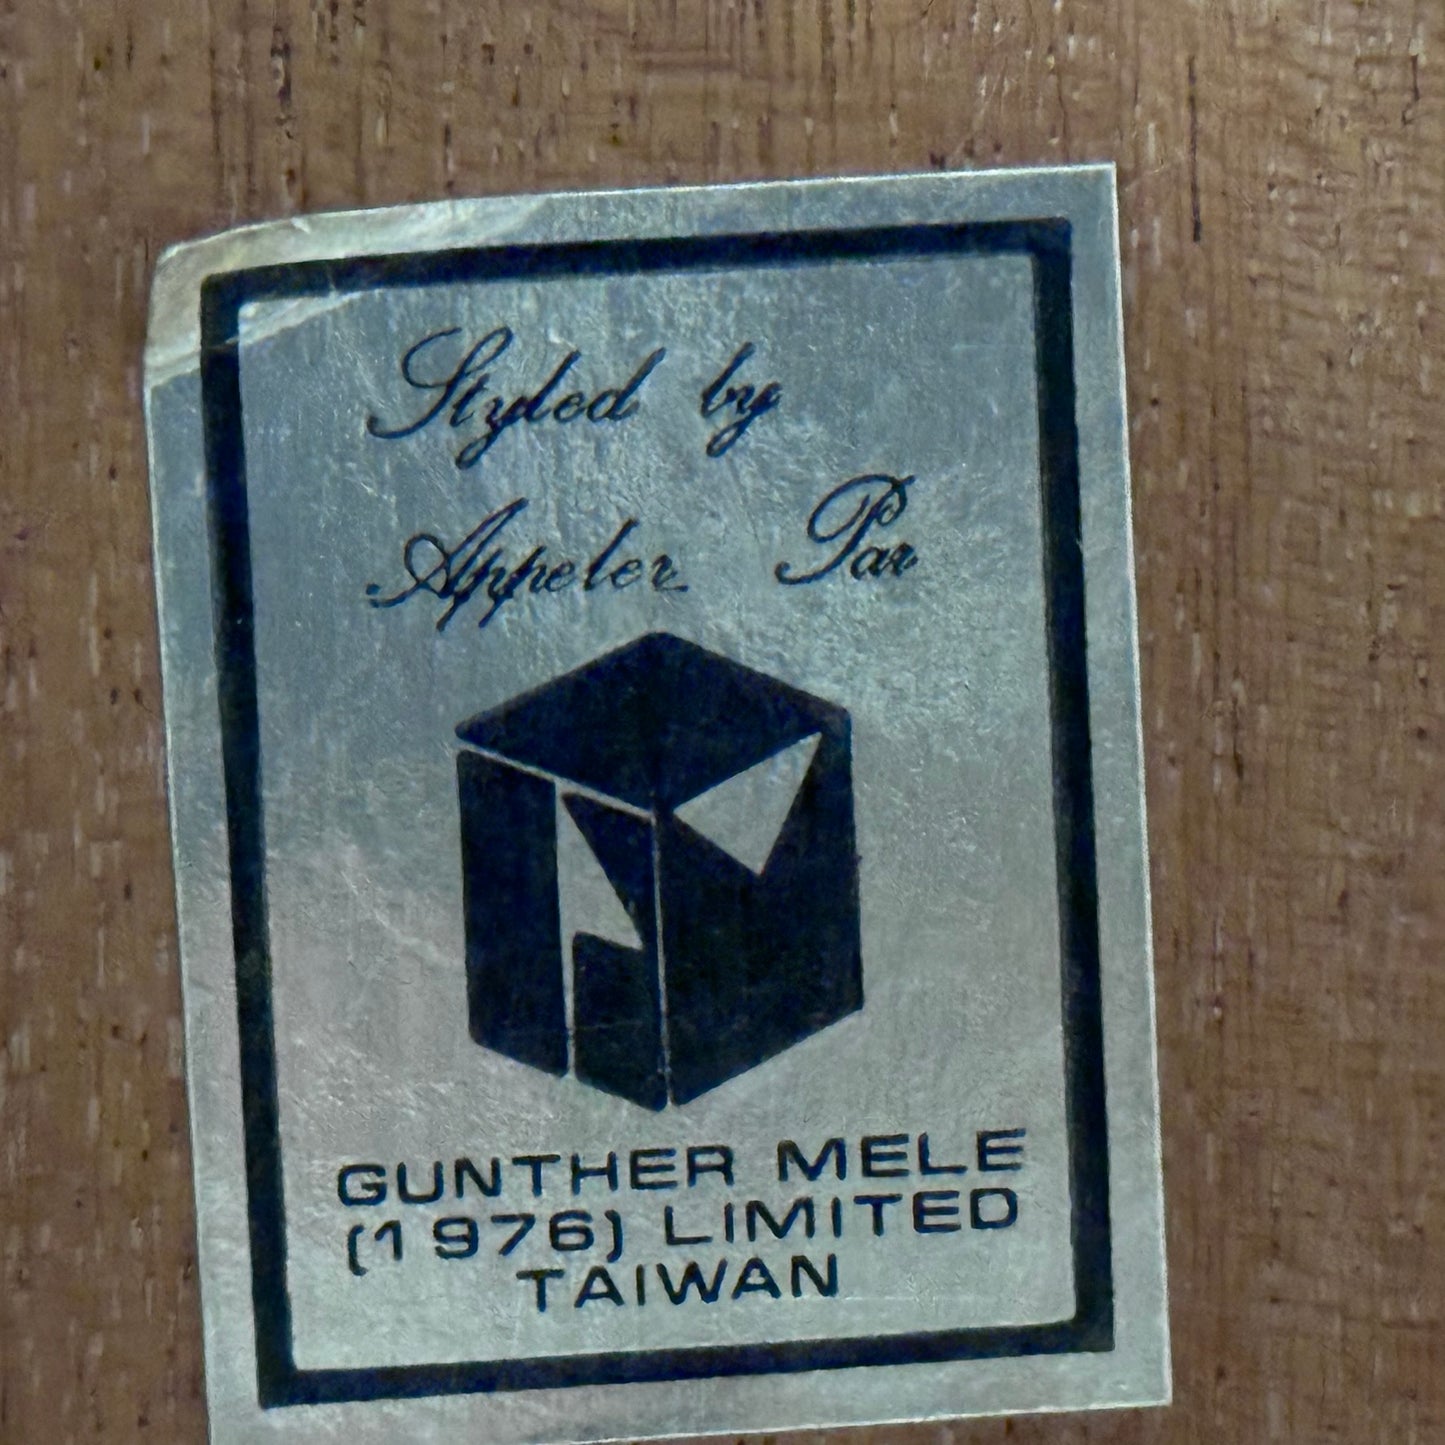 Styled by
Appeler Par
GUNTHER MELE
(1976) LIMITED
TAIWAN